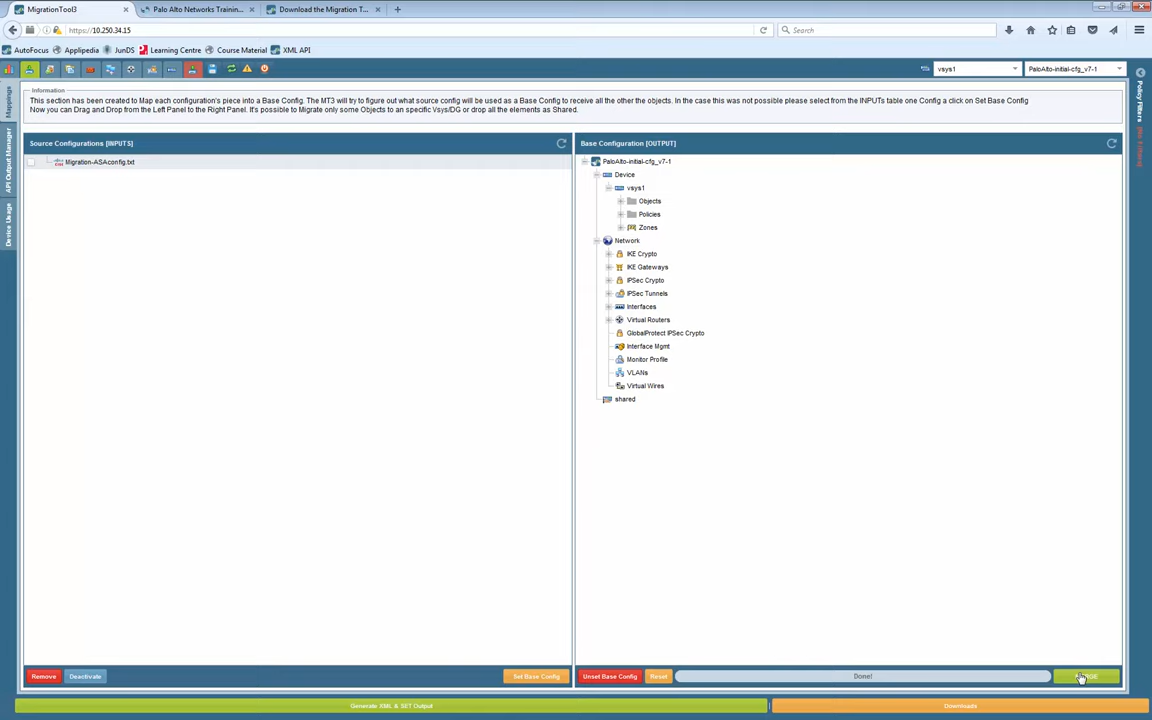 MigrationTool3
Palo Alto Networks Trainin...
Download the Migration T...
https://10.250.34.15
Search
AutoFocus
Applipedia
JunDS
Learning Centre
Course Material
XML API
vsys1
PaloAlto-initial-cfg_v7-1
Information
This section has been created to Map each configuration's piece into a Base Config. The MT3 will try to figure out what source config will be used as a Base Config to receive all the other the objects. In the case this was not possible please select from the INPUTs table one Config a click on Set Base Config
Now you can Drag and Drop from the Left Panel to the Right Panel. It's possible to Migrate only some Objects to an specific Vsys/DG or drop all the elements as Shared.
Mappings
API Output Manager
Device Usage
Source Configurations [INPUTS]
Migration-ASAconfig.txt
Base Configuration [OUTPUT]
PaloAlto-initial-cfg_v7-1
Device
vsys1
Objects
Policies
Zones
Network
IKE Crypto
IKE Gateways
IPSec Crypto
IPSec Tunnels
Interfaces
Virtual Routers
GlobalProtect IPSec Crypto
Interface Mgmt
Monitor Profile
VLANs
Virtual Wires
shared
Policy Filters
Remove
Deactivate
Set Base Config
Unset Base Config
Reset
Done!
Generate XML & SET Output
Downloads